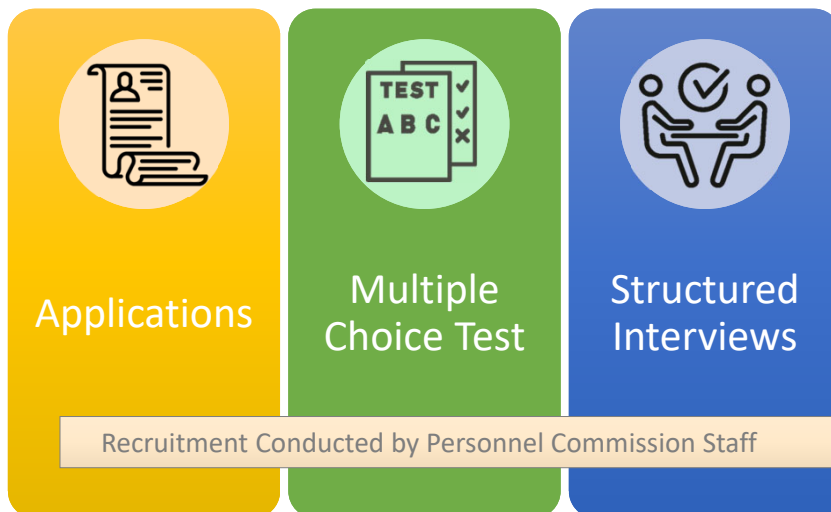 TEST
A B C
Applications
Multiple
Choice Test
Structured
Interviews
Recruitment Conducted by Personnel Commission Staff